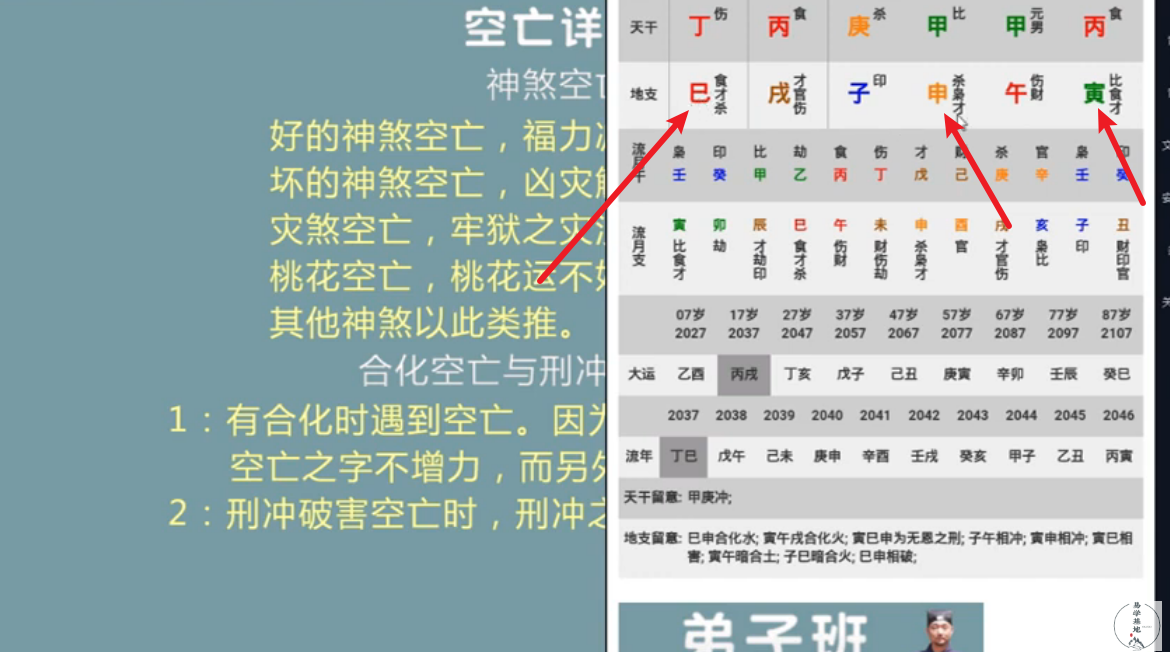 空亡详
神煞空亡
好的神煞空亡，福力
坏的神煞空亡，凶灾
灾煞空亡，牢狱之灾
桃花空亡，桃花运不
其他神煞以此类推。
合化空亡与刑冲
1：有合化时遇到空亡。因为
空亡之字不增力，而另外
2：刑冲破害空亡时，刑冲之
天干 丁 伤 丙 食 庚 杀 甲 比 甲 元男 丙 食
地支 巳 食才杀 戌 才官伤 子 印 申 杀枭才 午 伤财 寅 比食才
流年 枭 印 比 劫 食 伤 才 财 杀 官 枭 印
壬 癸 甲 乙 丙 丁 戊 己 庚 辛 壬 癸
流月支 寅 卯 辰 巳 午 未 申 酉 戌 亥 子 丑
比食才 劫 才劫印 食才杀 伤财 财伤劫 杀枭才 官 才官伤 枭比 印 财印官
07岁 17岁 27岁 37岁 47岁 57岁 67岁 77岁 87岁
2027 2037 2047 2057 2067 2077 2087 2097 2107
大运 乙酉 丙戌 丁亥 戊子 己丑 庚寅 辛卯 壬辰 癸巳
2037 2038 2039 2040 2041 2042 2043 2044 2045 2046
流年 丁巳 戊午 己未 庚申 辛酉 壬戌 癸亥 甲子 乙丑 丙寅
天干留意: 甲庚冲;
地支留意: 巳申合化水; 寅午戌合化火; 寅巳申为无恩之刑; 子午相冲; 寅申相冲; 寅巳相
害; 寅午暗合土; 子巳暗合火; 巳申相破;
弟子班
易学基地